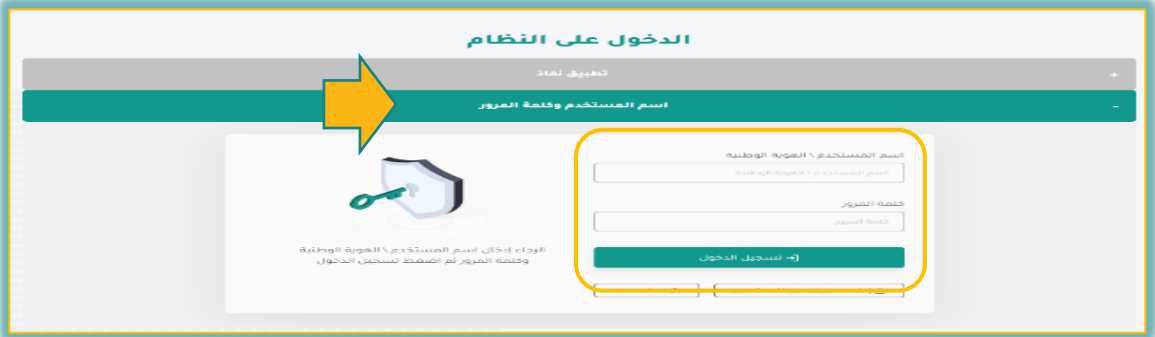 الدخول على النظام
تطبيق نفاذ
+
اسم المستخدم وكلمة المرور
-
اسم المستخدم \ الهوية الوطنية
اسم المستخدم \ الهوية الوطنية
كلمة المرور
كلمة المرور
تسجيل الدخول
الرجاء إدخال اسم المستخدم \ الهوية الوطنية
وكلمة المرور ثم اضغط تسجيل الدخول